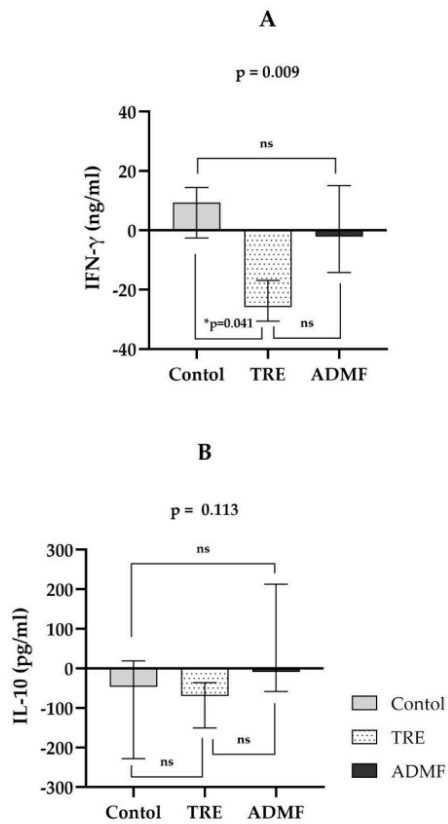 A
p = 0.009
IFN-γ (ng/ml)
40
20
0
-20
-40
ns
*p=0.041
ns
Contol
TRE
ADMF
B
p = 0.113
IL-10 (pg/ml)
300
200
100
0
-100
-200
-300
ns
ns
ns
Contol
TRE
ADMF
Contol
TRE
ADMF